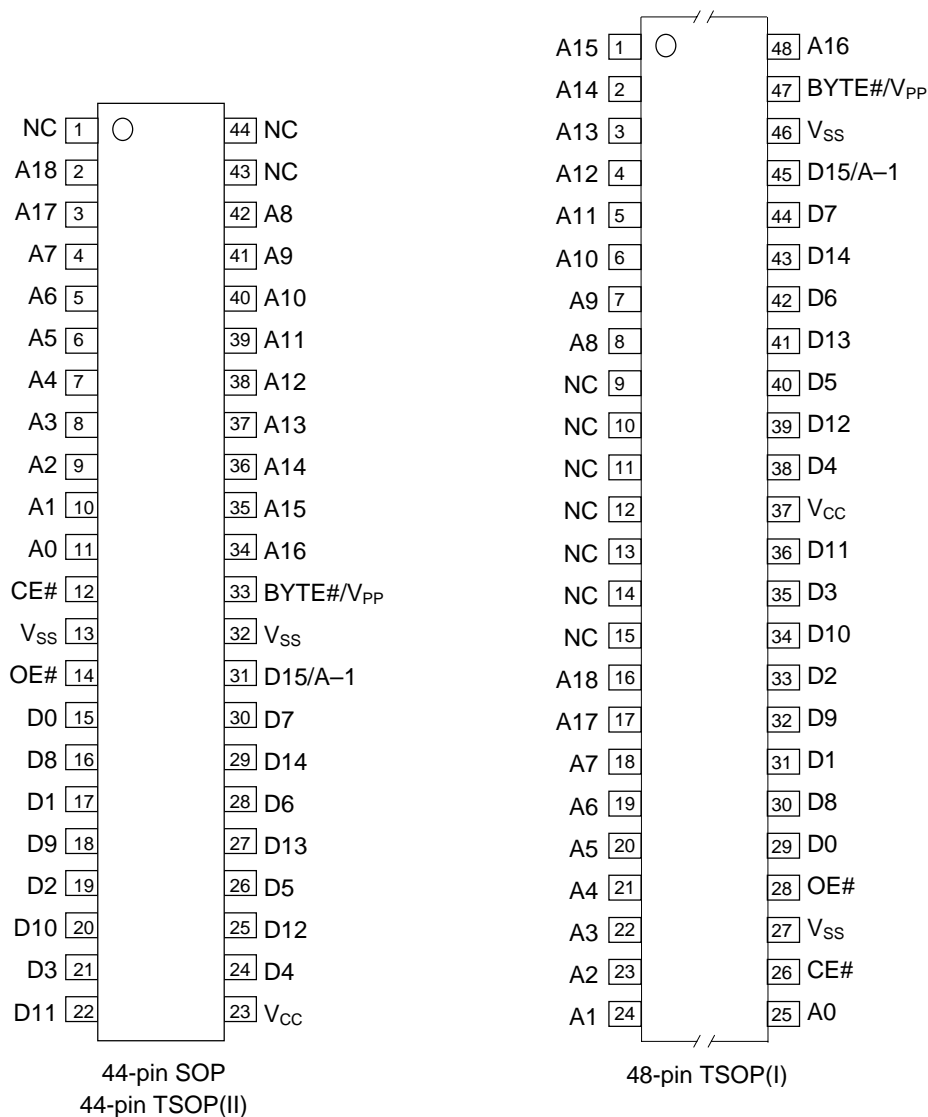 NC 1 44 NC
A18 2 43 NC
A17 3 42 A8
A7 4 41 A9
A6 5 40 A10
A5 6 39 A11
A4 7 38 A12
A3 8 37 A13
A2 9 36 A14
A1 10 35 A15
A0 11 34 A16
CE# 12 33 BYTE#/VPP
VSS 13 32 VSS
OE# 14 31 D15/A–1
D0 15 30 D7
D8 16 29 D14
D1 17 28 D6
D9 18 27 D13
D2 19 26 D5
D10 20 25 D12
D3 21 24 D4
D11 22 23 VCC
44-pin SOP
44-pin TSOP(II)
A15 1 48 A16
A14 2 47 BYTE#/VPP
A13 3 46 VSS
A12 4 45 D15/A–1
A11 5 44 D7
A10 6 43 D14
A9 7 42 D6
A8 8 41 D13
NC 9 40 D5
NC 10 39 D12
NC 11 38 D4
NC 12 37 VCC
NC 13 36 D11
NC 14 35 D3
NC 15 34 D10
A18 16 33 D2
A17 17 32 D9
A7 18 31 D1
A6 19 30 D8
A5 20 29 D0
A4 21 28 OE#
A3 22 27 VSS
A2 23 26 CE#
A1 24 25 A0
48-pin TSOP(I)